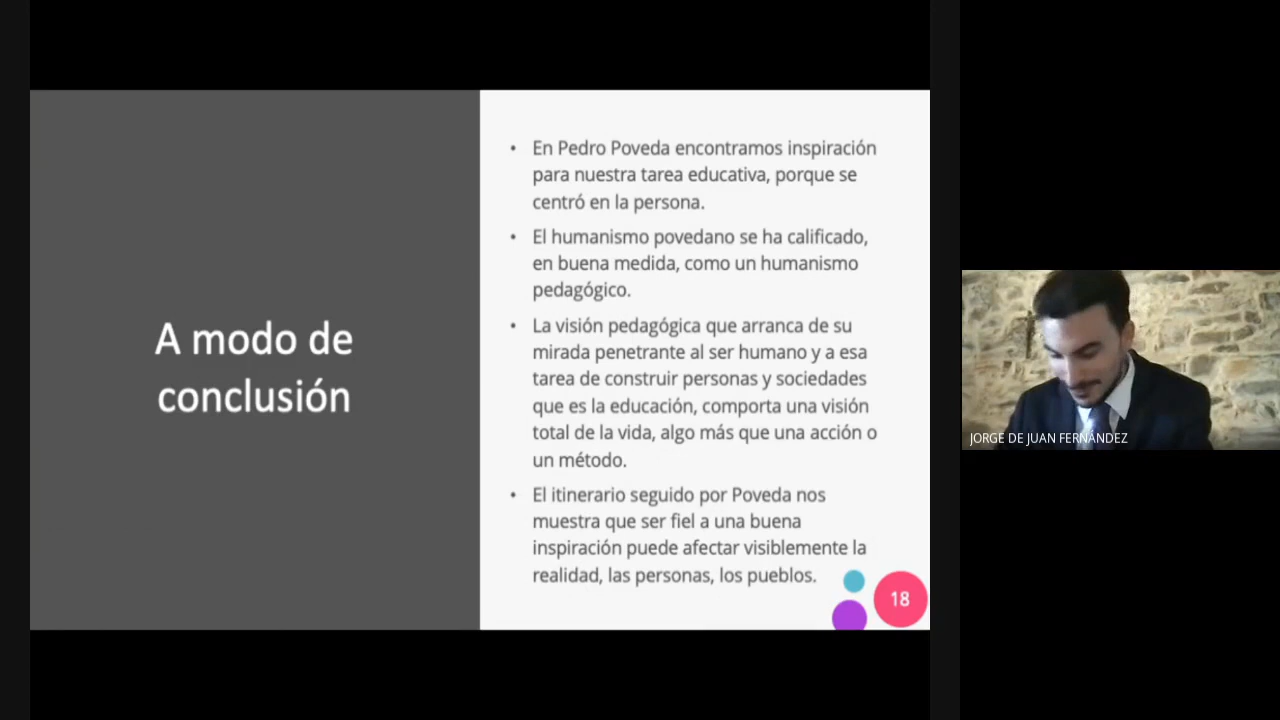 A modo de
conclusión
• En Pedro Poveda encontramos inspiración
para nuestra tarea educativa, porque se
centró en la persona.
• El humanismo povedano se ha calificado,
en buena medida, como un humanismo
pedagógico.
• La visión pedagógica que arranca de su
mirada penetrante al ser humano y a esa
tarea de construir personas y sociedades
que es la educación, comporta una visión
total de la vida, algo más que una acción o
un método.
• El itinerario seguido por Poveda nos
muestra que ser fiel a una buena
inspiración puede afectar visiblemente la
realidad, las personas, los pueblos.
18
JORGE DE JUAN FERNÁNDEZ